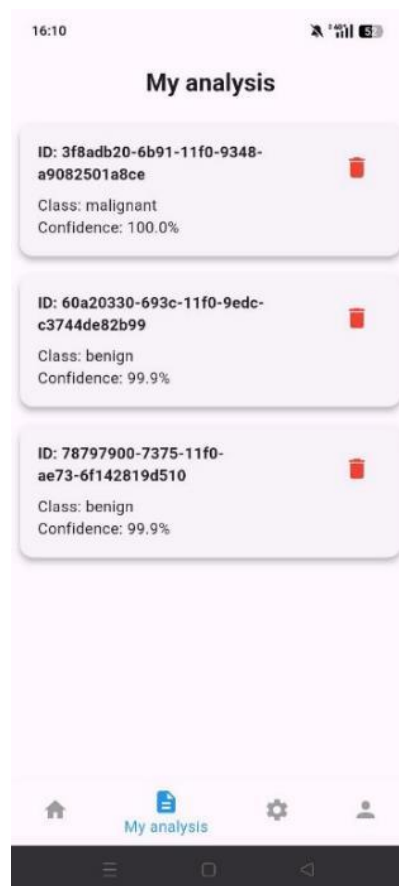 16:10
52
My analysis
ID: 3f8adb20-6b91-11f0-9348-
a9082501a8ce
Class: malignant
Confidence: 100.0%
ID: 60a20330-693c-11f0-9edc-
c3744de82b99
Class: benign
Confidence: 99.9%
ID: 78797900-7375-11f0-
ae73-6f142819d510
Class: benign
Confidence: 99.9%
My analysis